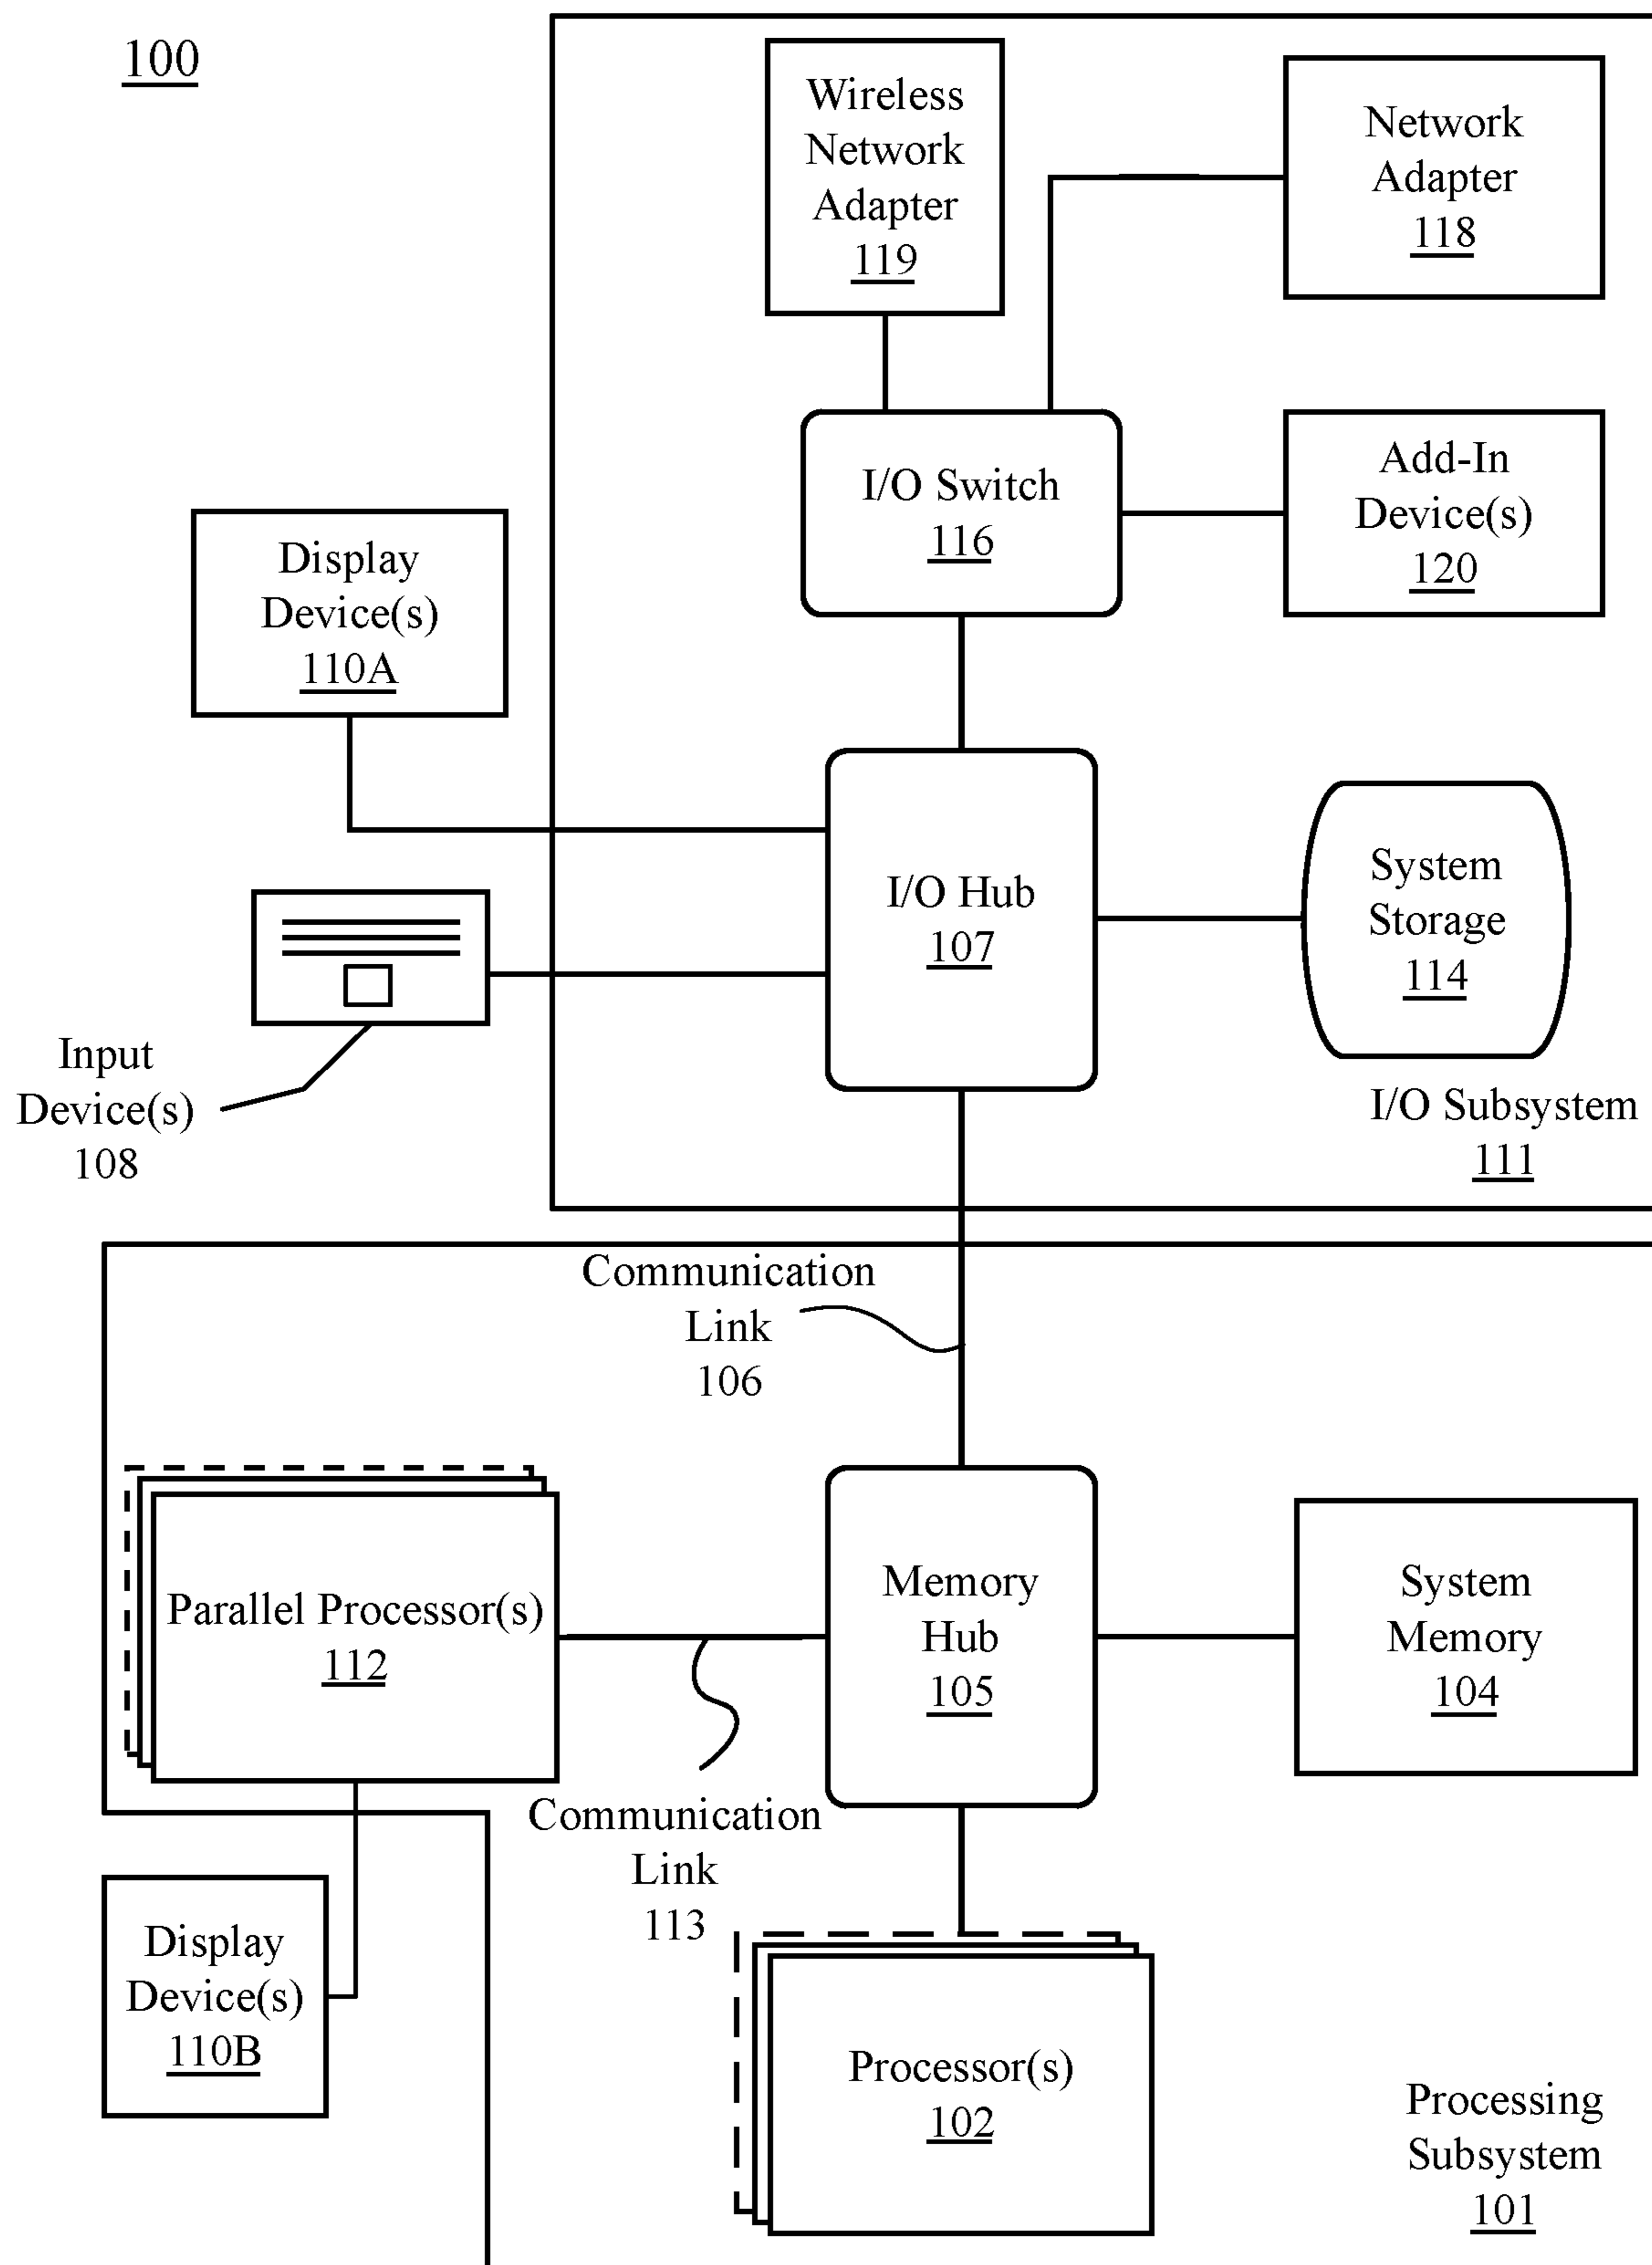 100
Wireless
Network
Adapter
119
Network
Adapter
118
I/O Switch
116
Add-In
Device(s)
120
Display
Device(s)
110A
I/O Hub
107
System
Storage
114
Input
Device(s)
108
I/O Subsystem
111
Communication
Link
106
Parallel Processor(s)
112
Memory
Hub
105
System
Memory
104
Communication
Link
113
Display
Device(s)
110B
Processor(s)
102
Processing
Subsystem
101